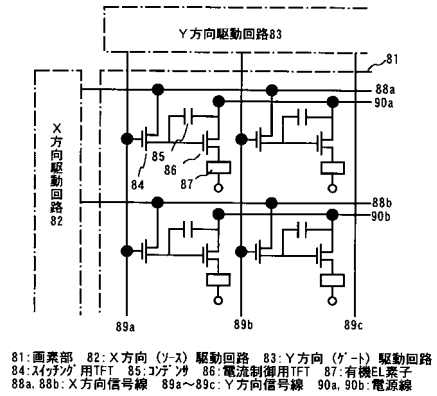 Y方向駆動回路83
81
88a
90a
X方向駆動回路82
85
86
84
87
88b
90b
89a
89b
89c
81:画素部 82:X方向(ソース)駆動回路 83:Y方向(ゲート)駆動回路
84:スイッチング用TFT 85:コンデンサ 86:電流制御用TFT 87:有機EL素子
88a,88b:X方向信号線 89a~89c:Y方向信号線 90a,90b:電源線